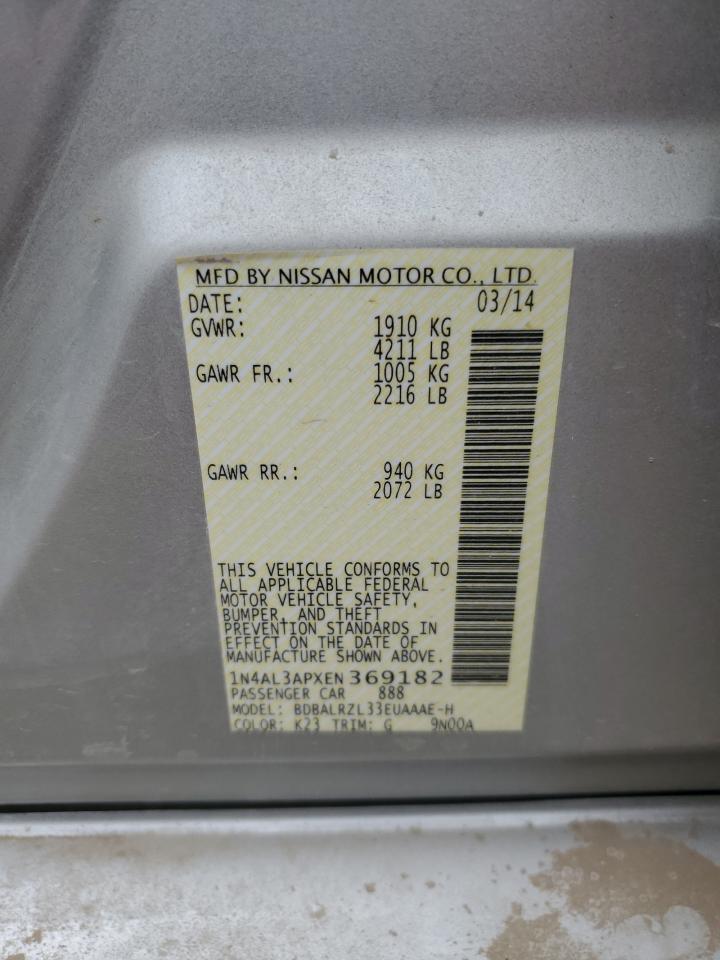 MFD BY NISSAN MOTOR CO., LTD.
DATE: 03/14
GVWR: 1910 KG
4211 LB
GAWR FR.: 1005 KG
2216 LB
GAWR RR.: 940 KG
2072 LB
THIS VEHICLE CONFORMS TO
ALL APPLICABLE FEDERAL
MOTOR VEHICLE SAFETY,
BUMPER, AND THEFT
PREVENTION STANDARDS IN
EFFECT ON THE DATE OF
MANUFACTURE SHOWN ABOVE.
1N4AL3APXEN 369182
PASSENGER CAR 888
MODEL: BDBALRZL33EUAAAE-H
COLOR: K23 TRIM: G 9N00A